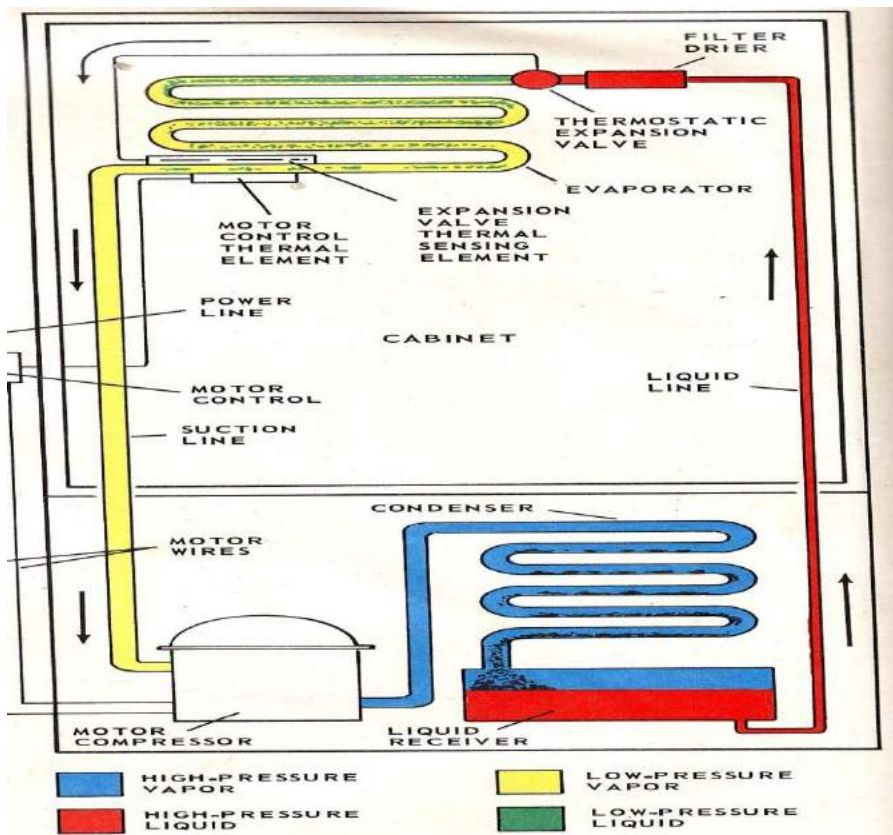 FILTER
DRIER
THERMOSTATIC
EXPANSION
VALVE
EVAPORATOR
MOTOR
CONTROL
THERMAL
ELEMENT
EXPANSION
VALVE
THERMAL
SENSING
ELEMENT
POWER
LINE
CABINET
MOTOR
CONTROL
LIQUID
LINE
SUCTION
LINE
CONDENSER
MOTOR
WIRES
MOTOR
COMPRESSOR
LIQUID
RECEIVER
HIGH-PRESSURE
VAPOR
LOW-PRESSURE
VAPOR
HIGH-PRESSURE
LIQUID
LOW-PRESSURE
LIQUID